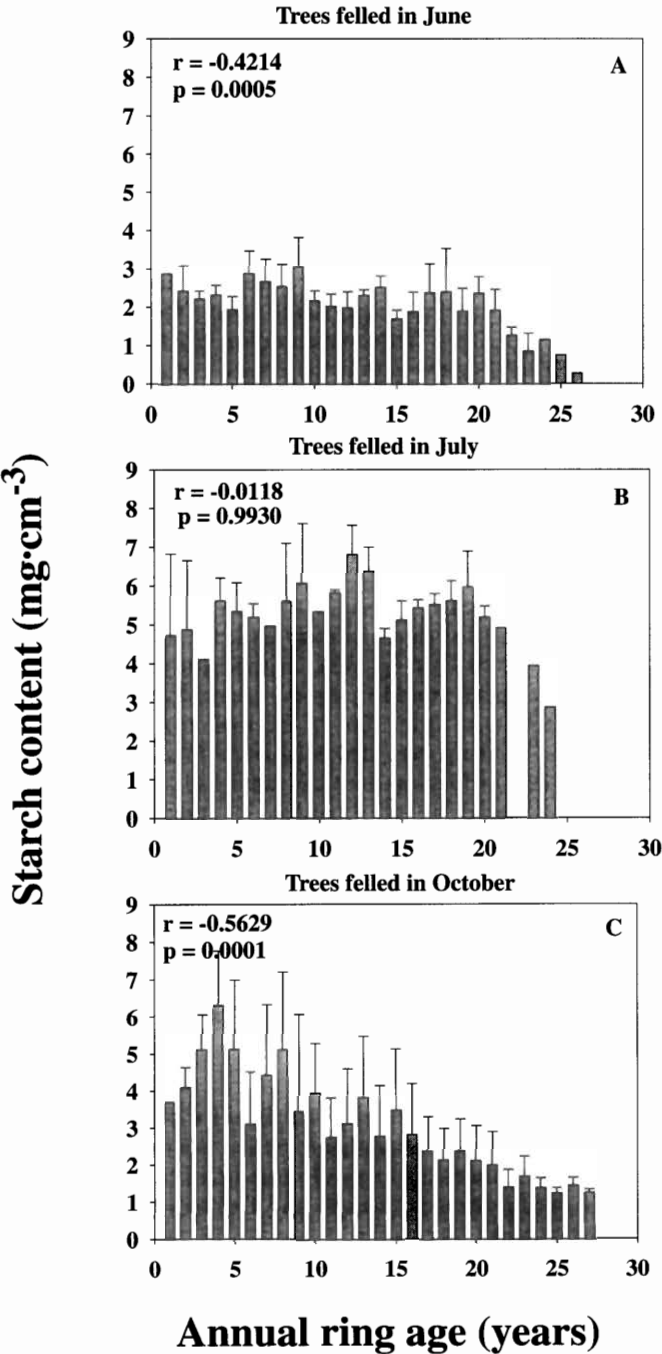 Trees felled in June
9
r = -0.4214
A
8
p = 0.0005
7
6
5
4
3
2
1
0
0 5 10 15 20 25 30
Trees felled in July
9
r = -0.0118
B
8
p = 0.9930
7
6
5
4
3
2
1
0
0 5 10 15 20 25 30
Trees felled in October
9
r = -0.5629
C
8
p = 0.0001
7
6
5
4
3
2
1
0
0 5 10 15 20 25 30
Starch content (mg·cm-3)
Annual ring age (years)